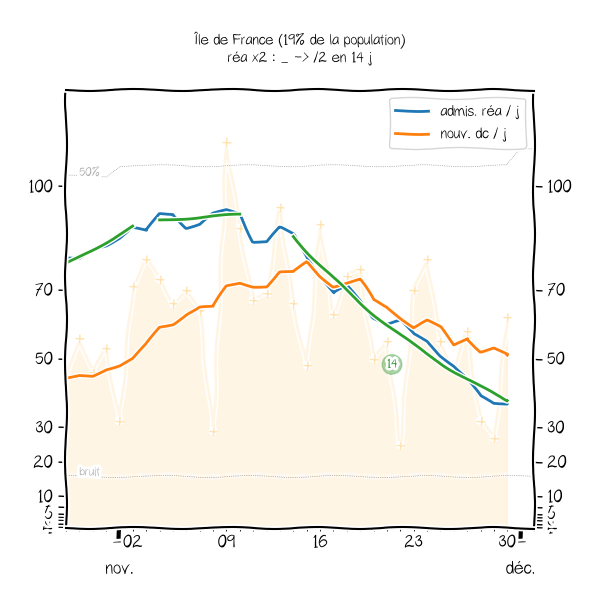 Île de France (19% de la population)
réa x2 : _ -> /2 en 14 j
admis. réa / j
nouv. dc / j
50%
100
100
70
70
14
50
50
30
30
20
20
bruit
10
10
5
5
02 09 16 23 30
nov. déc.